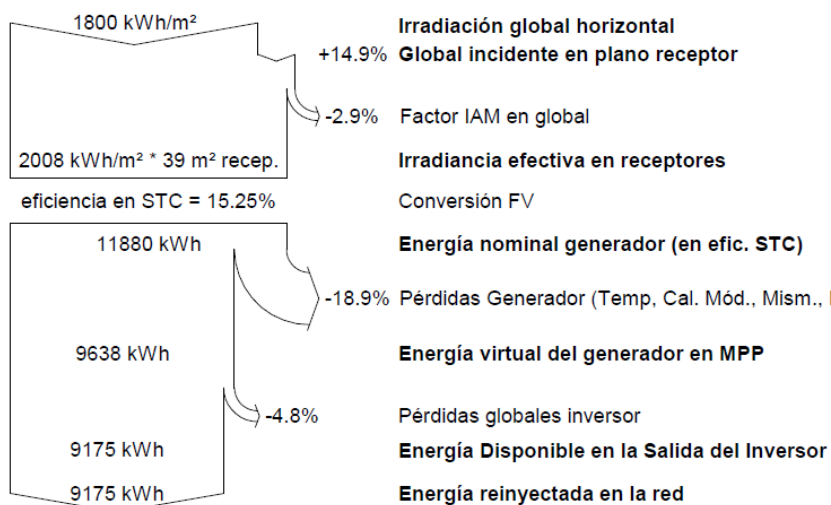 1800 kWh/m² Irradiación global horizontal
+14.9% Global incidente en plano receptor
-2.9% Factor IAM en global
2008 kWh/m² * 39 m² recep. Irradiancia efectiva en receptores
eficiencia en STC = 15.25% Conversión FV
11880 kWh Energía nominal generador (en efic. STC)
-18.9% Pérdidas Generador (Temp, Cal. Mód., Mism.,
9638 kWh Energía virtual del generador en MPP
-4.8% Pérdidas globales inversor
9175 kWh Energía Disponible en la Salida del Inversor
9175 kWh Energía reinyectada en la red